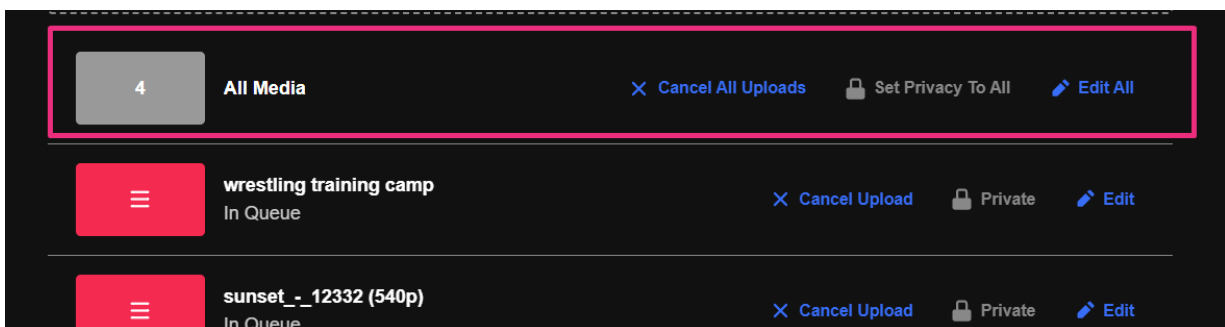 4 All Media Cancel All Uploads Set Privacy To All Edit All
wrestling training camp
In Queue
Cancel Upload Private Edit
sunset_-_12332 (540p)
In Queue
Cancel Upload Private Edit